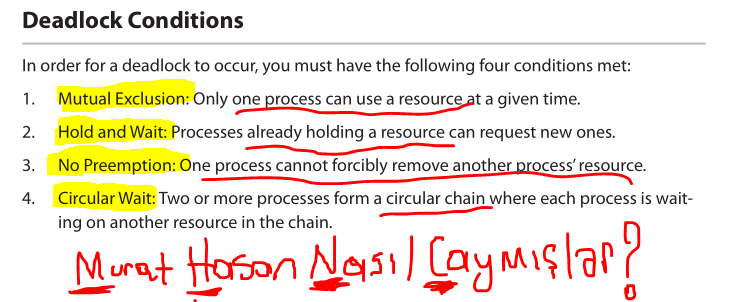 Deadlock Conditions
In order for a deadlock to occur, you must have the following four conditions met:
1. Mutual Exclusion: Only one process can use a resource at a given time.
2. Hold and Wait: Processes already holding a resource can request new ones.
3. No Preemption: One process cannot forcibly remove another process' resource.
4. Circular Wait: Two or more processes form a circular chain where each process is wait-
ing on another resource in the chain.
Murat Hasan Nasıl Caymışlar?